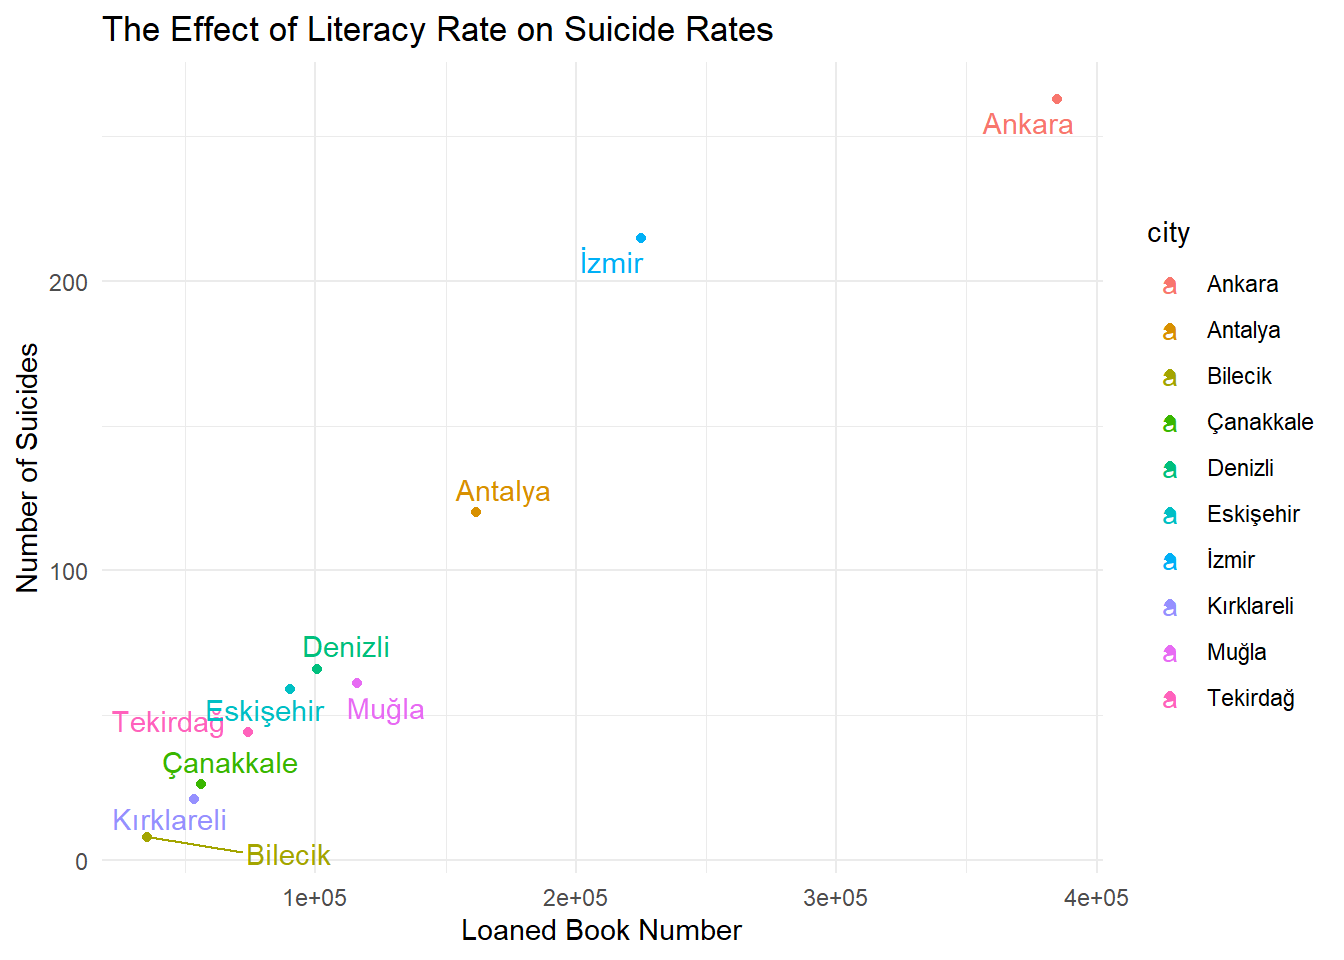 The Effect of Literacy Rate on Suicide Rates
Ankara
İzmir
Antalya
Denizli
Muğla
Eskişehir
Tekirdağ
Çanakkale
Kırklareli
Bilecik
200
100
0
Number of Suicides
1e+05
2e+05
3e+05
4e+05
Loaned Book Number
city
a Ankara
a Antalya
a Bilecik
a Çanakkale
a Denizli
a Eskişehir
a İzmir
a Kırklareli
a Muğla
a Tekirdağ